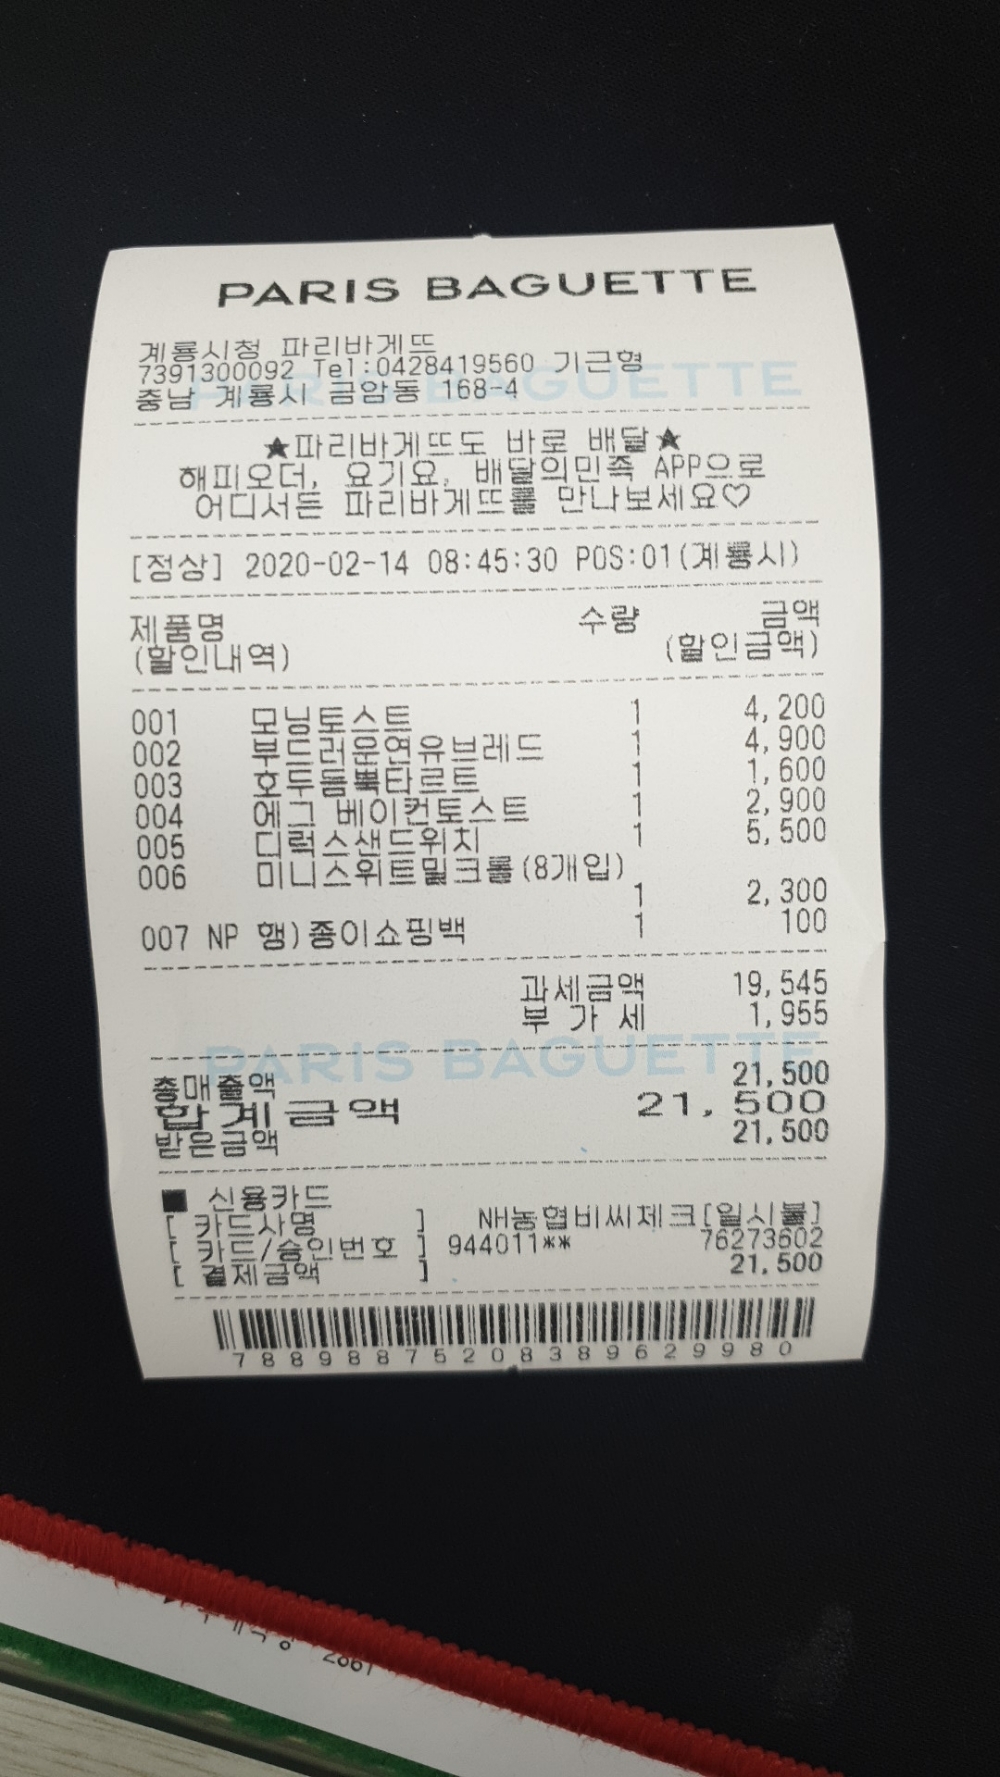 PARIS BAGUETTE
계룡시청 파리바게뜨
7391300092 Tel:0428419560 기근형
충남 계룡시 금암동 168-4
PARIS BAGUETTE
★파리바게뜨도 바로 배달★
해피오더, 요기요, 배달의민족 APP으로
어디서든 파리바게뜨를 만나보세요♡
[정상] 2020-02-14 08:45:30 POS:01(계룡시)
제품명 수량 금액
(할인내역) (할인금액)
001 모닝토스트 1 4,200
002 부드러운연유브레드 1 4,900
003 호두듬뿍타르트 1 1,600
004 에그 베이컨토스트 1 2,900
005 디럭스샌드위치 1 5,500
006 미니스위트밀크롤(8개입)
1 2,300
007 NP 행)종이쇼핑백 1 100
과세금액 19,545
부 가 세 1,955
PARIS BAGUETTE
총매출액 21,500
합계금액 21,500
받은금액 21,500
■ 신용카드
[ 카드사명 ] NH농협비씨체크[일시불]
[ 카드/승인번호 ] 944011** 76273602
[ 결제금액 ] 21,500
78898875208389629980